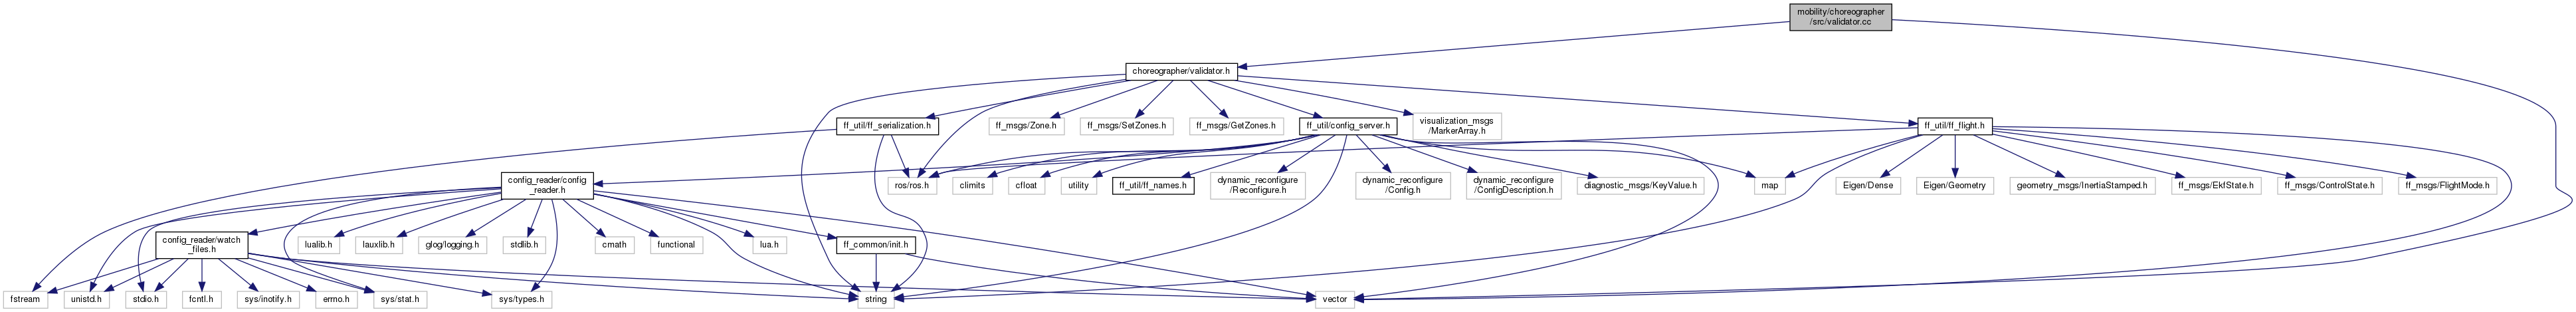 mobility/choreographer
/src/validator.cc
choreographer/validator.h
ff_util/ff_serialization.h
ff_msgs/Zone.h
ff_msgs/SetZones.h
ff_msgs/GetZones.h
ff_util/config_server.h
visualization_msgs
/MarkerArray.h
ff_util/ff_flight.h
config_reader/config
_reader.h
ros/ros.h
climits
cfloat
utility
ff_util/ff_names.h
dynamic_reconfigure
/Reconfigure.h
dynamic_reconfigure
/Config.h
dynamic_reconfigure
/ConfigDescription.h
diagnostic_msgs/KeyValue.h
map
Eigen/Dense
Eigen/Geometry
geometry_msgs/InertiaStamped.h
ff_msgs/EkfState.h
ff_msgs/ControlState.h
ff_msgs/FlightMode.h
config_reader/watch
_files.h
lualib.h
lauxlib.h
glog/logging.h
stdlib.h
cmath
functional
lua.h
ff_common/init.h
fstream
unistd.h
stdio.h
fcntl.h
sys/inotify.h
errno.h
sys/stat.h
sys/types.h
string
vector